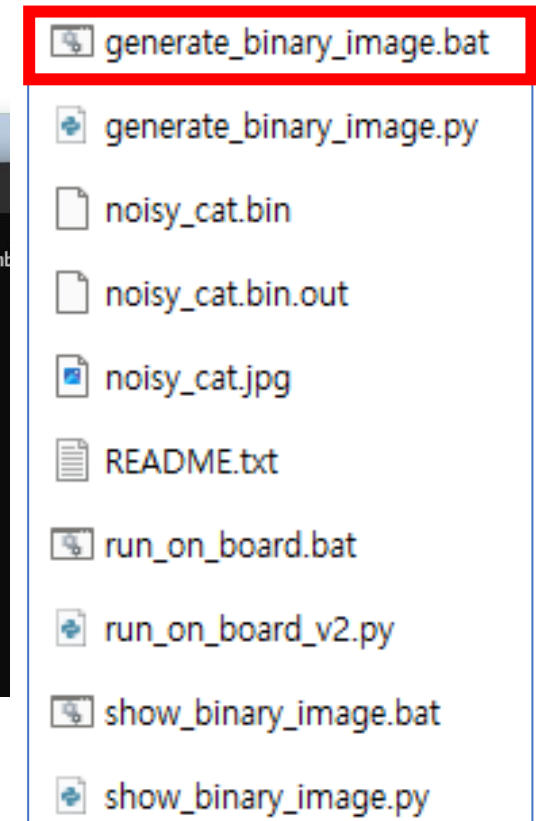 generate_binary_image.bat
generate_binary_image.py
noisy_cat.bin
noisy_cat.bin.out
noisy_cat.jpg
README.txt
run_on_board.bat
run_on_board_v2.py
show_binary_image.bat
show_binary_image.py